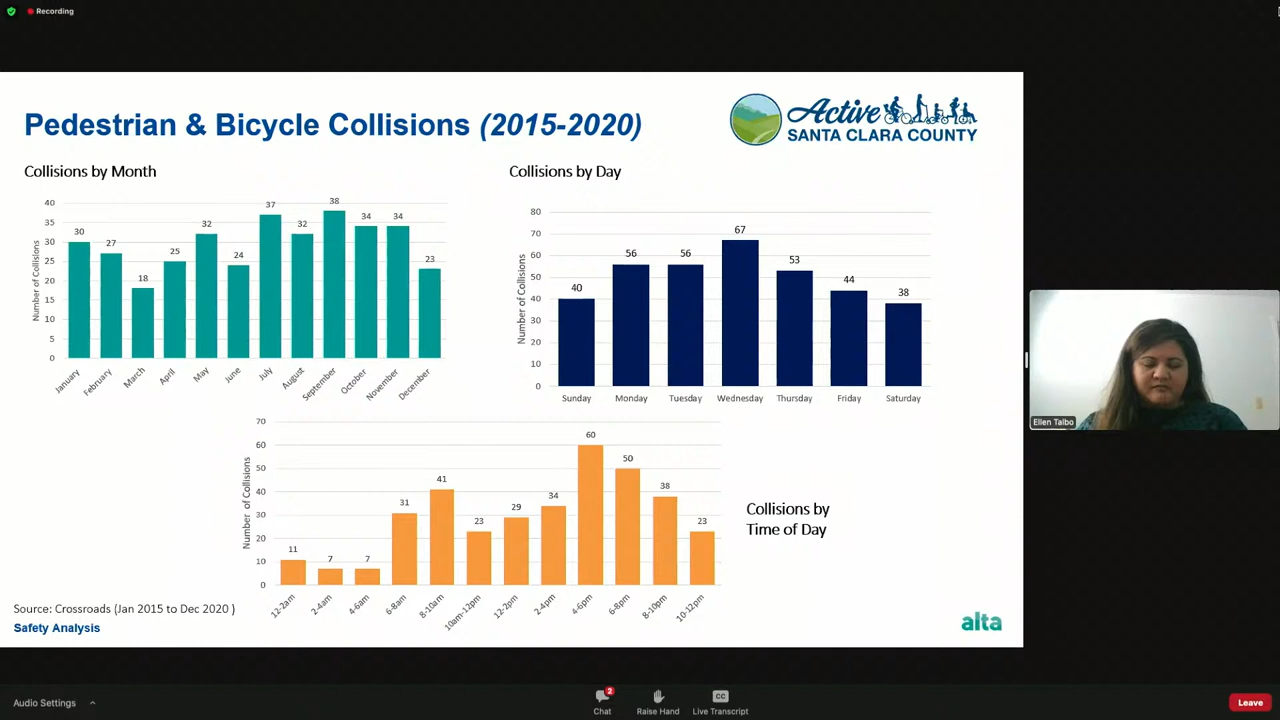 Recording
Pedestrian & Bicycle Collisions (2015-2020)
Active
SANTA CLARA COUNTY
Collisions by Month
Number of Collisions
40
35
30
25
20
15
10
5
0
30
27
18
25
32
24
37
32
38
34
34
23
January
February
March
April
May
June
July
August
September
October
November
December
Collisions by Day
Number of Collisions
80
70
60
50
40
30
20
10
0
40
56
56
67
53
44
38
Sunday
Monday
Tuesday
Wednesday
Thursday
Friday
Saturday
Number of Collisions
70
60
50
40
30
20
10
0
11
7
7
31
41
23
29
34
60
50
38
23
12-2am
2-4am
4-6am
6-8am
8-10am
10am-12pm
12-2pm
2-4pm
4-6pm
6-8pm
8-10pm
10-12pm
Collisions by
Time of Day
Source: Crossroads (Jan 2015 to Dec 2020 )
Safety Analysis
alta
Ellen Talbo
Audio Settings
2
Chat
Raise Hand
CC
Live Transcript
Leave